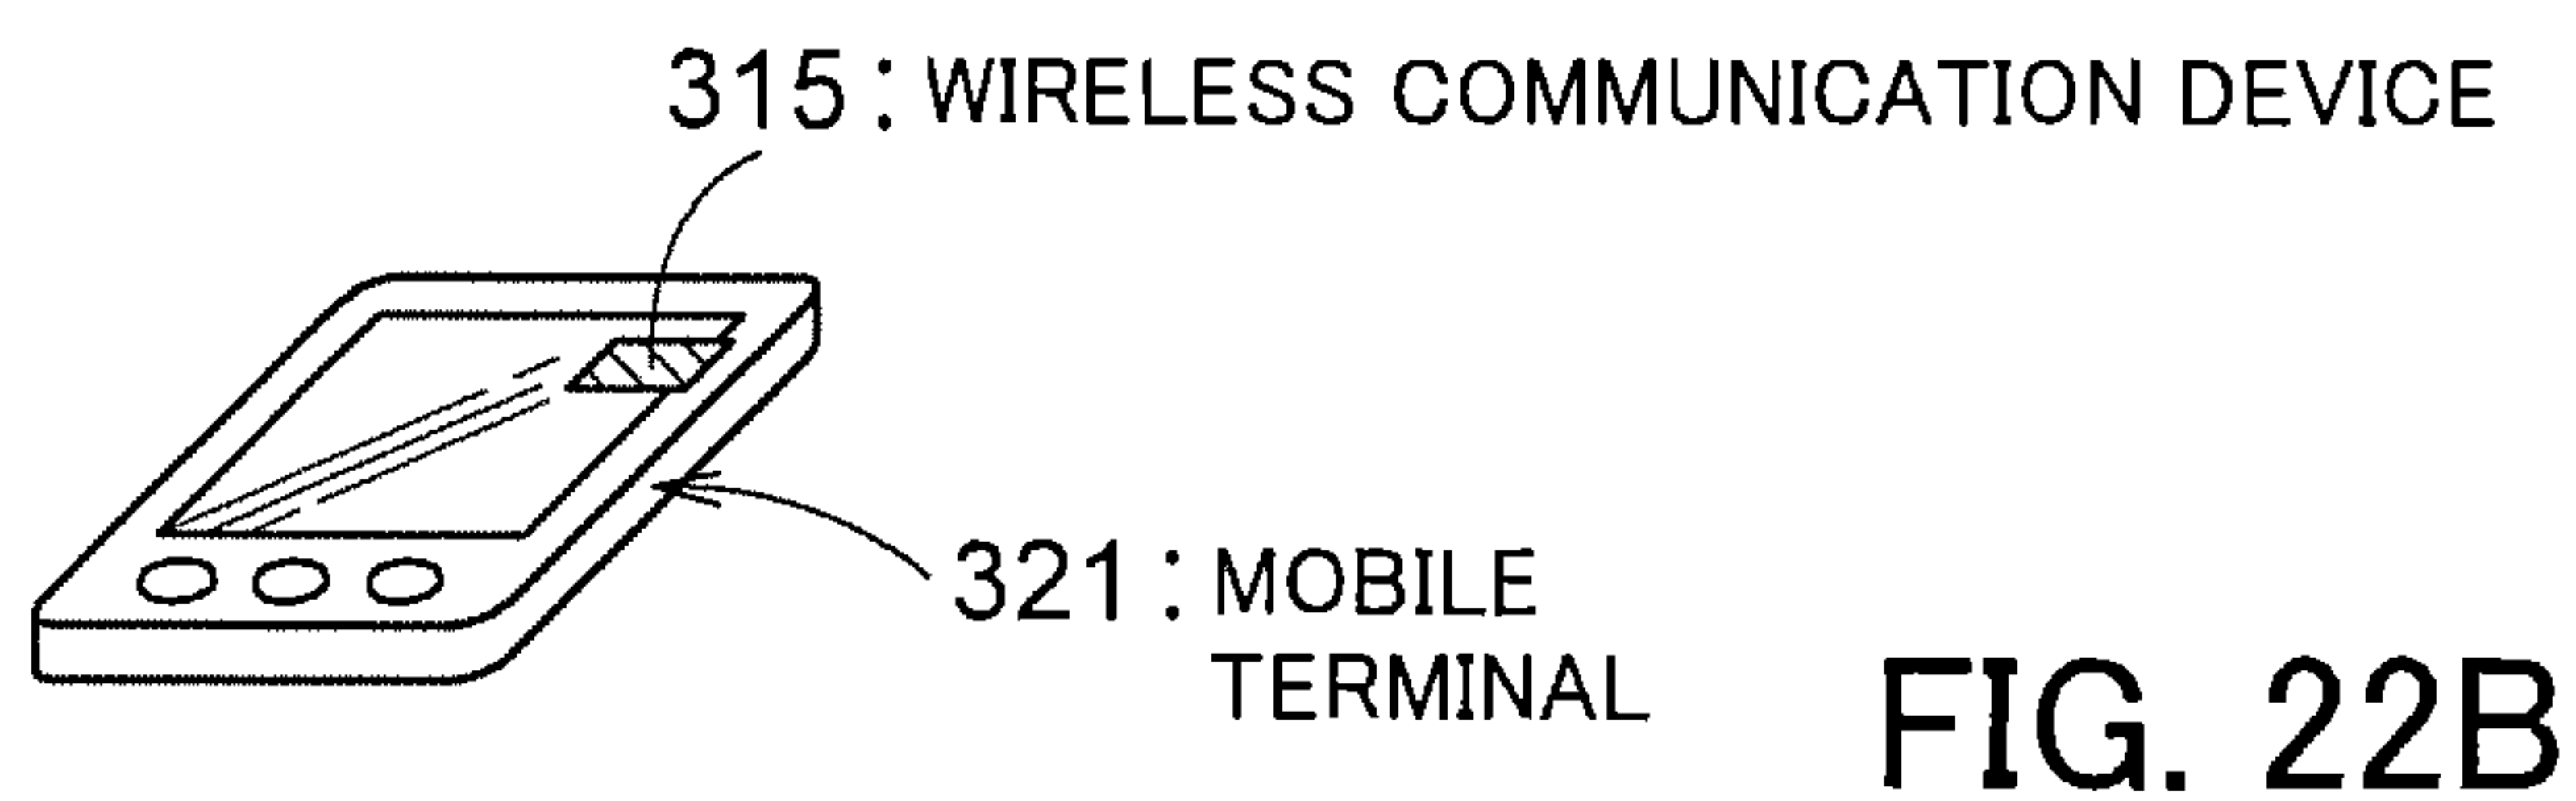 315: WIRELESS COMMUNICATION DEVICE
321: MOBILE
TERMINAL
FIG. 22B